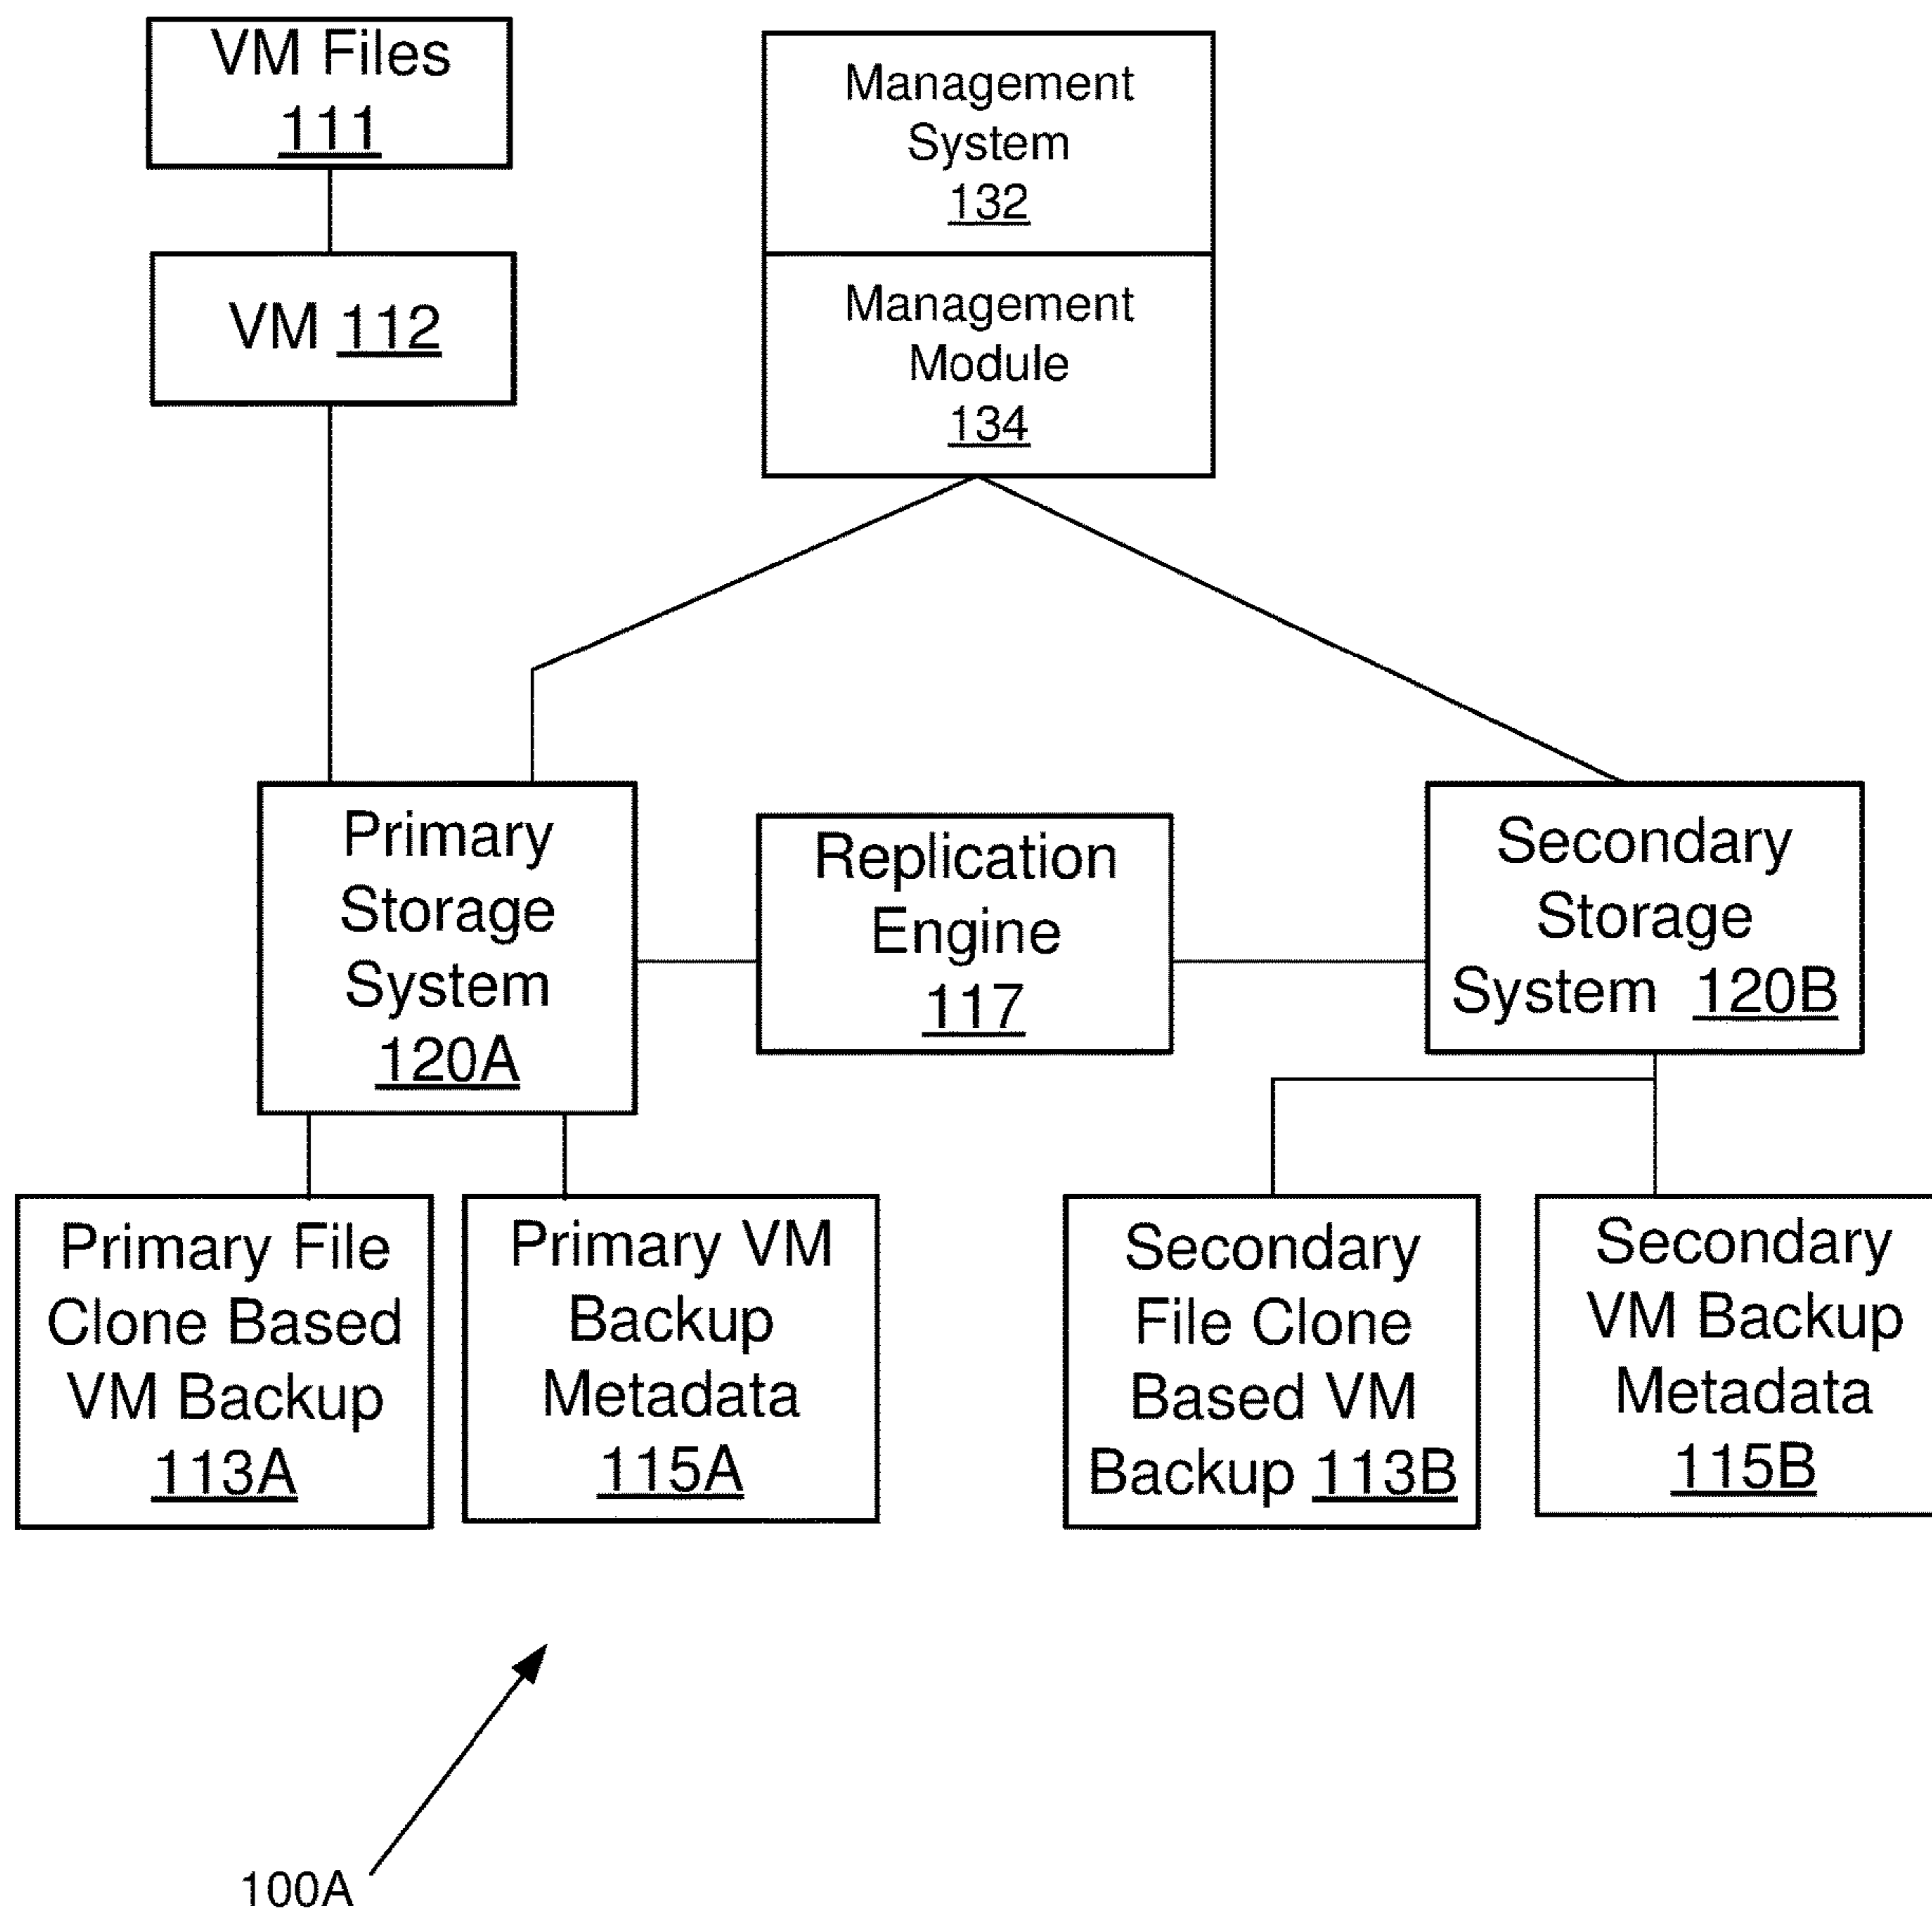 VM Files
111
VM 112
Management
System
132
Management
Module
134
Primary
Storage
System
120A
Replication
Engine
117
Secondary
Storage
System 120B
Primary File
Clone Based
VM Backup
113A
Primary VM
Backup
Metadata
115A
Secondary
File Clone
Based VM
Backup 113B
Secondary
VM Backup
Metadata
115B
100A